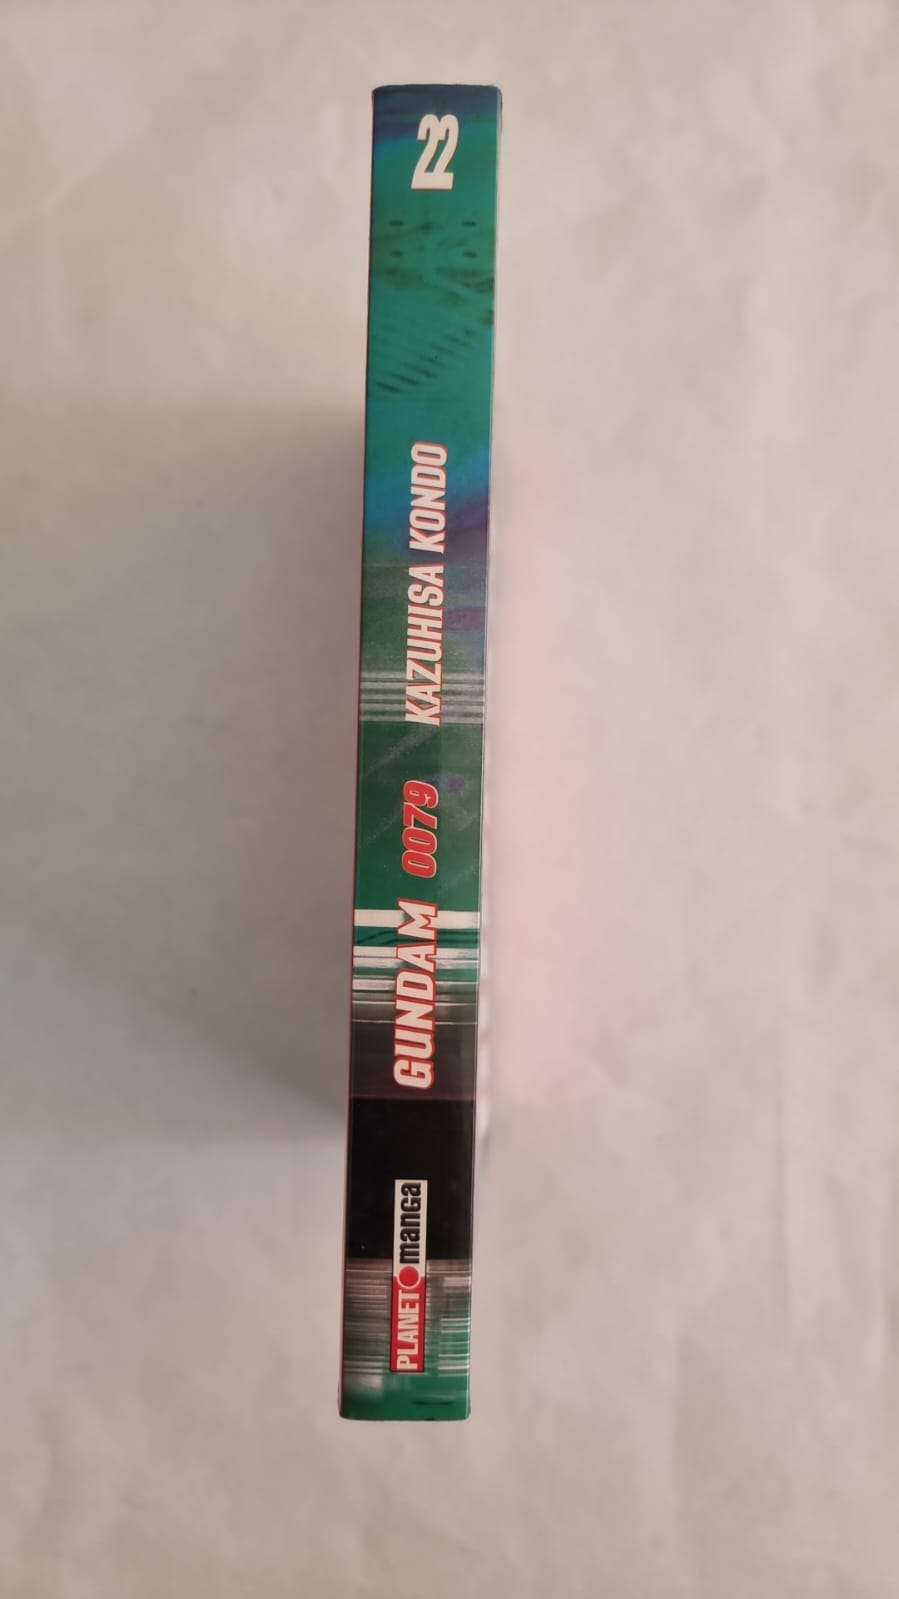 22
GUNDAM 0079 KAZUHISA KONDO
PLANET manga